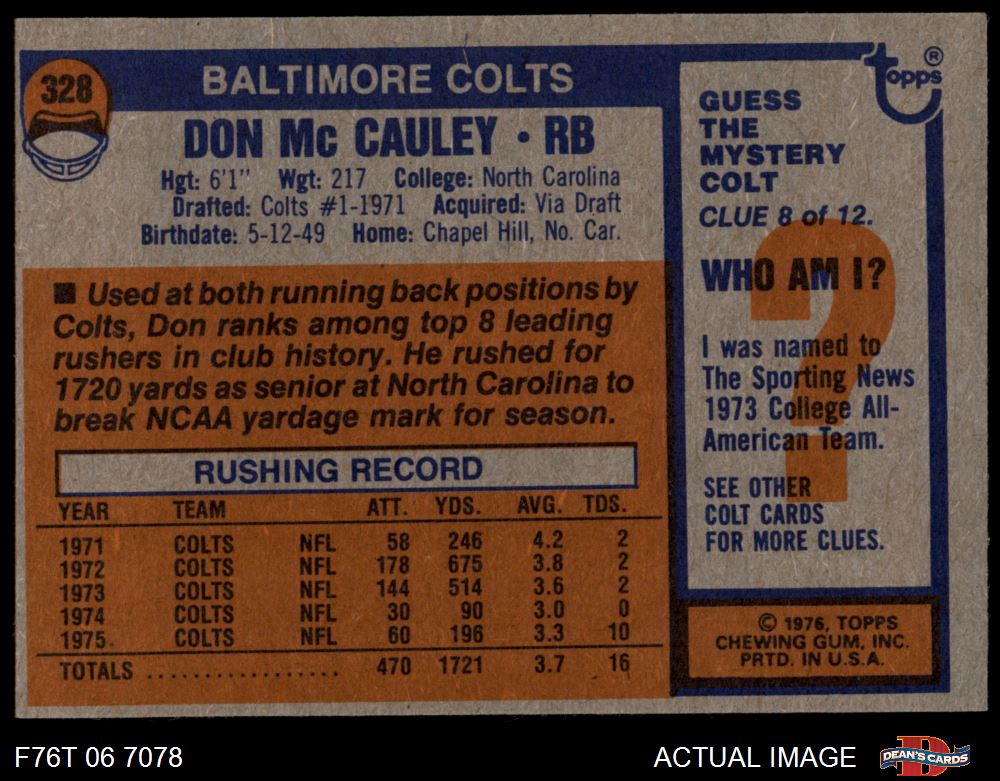 328
BALTIMORE COLTS
DON Mc CAULEY • RB
Hgt: 6'1" Wgt: 217 College: North Carolina
Drafted: Colts #1-1971 Acquired: Via Draft
Birthdate: 5-12-49 Home: Chapel Hill, No. Car.
■ Used at both running back positions by
Colts, Don ranks among top 8 leading
rushers in club history. He rushed for
1720 yards as senior at North Carolina to
break NCAA yardage mark for season.
RUSHING RECORD
YEAR TEAM ATT. YDS. AVG. TDS.
1971 COLTS NFL 58 246 4.2 2
1972 COLTS NFL 178 675 3.8 2
1973 COLTS NFL 144 514 3.6 2
1974 COLTS NFL 30 90 3.0 0
1975 COLTS NFL 60 196 3.3 10
TOTALS ................. 470 1721 3.7 16
topps®
GUESS
THE
MYSTERY
COLT
CLUE 8 of 12.
?
WHO AM I?
I was named to
The Sporting News
1973 College All-
American Team.
SEE OTHER
COLT CARDS
FOR MORE CLUES.
© 1976, TOPPS
CHEWING GUM, INC.
PRTD. IN U.S.A.
F76T 06 7078
ACTUAL IMAGE
D
DEAN'S CARDS